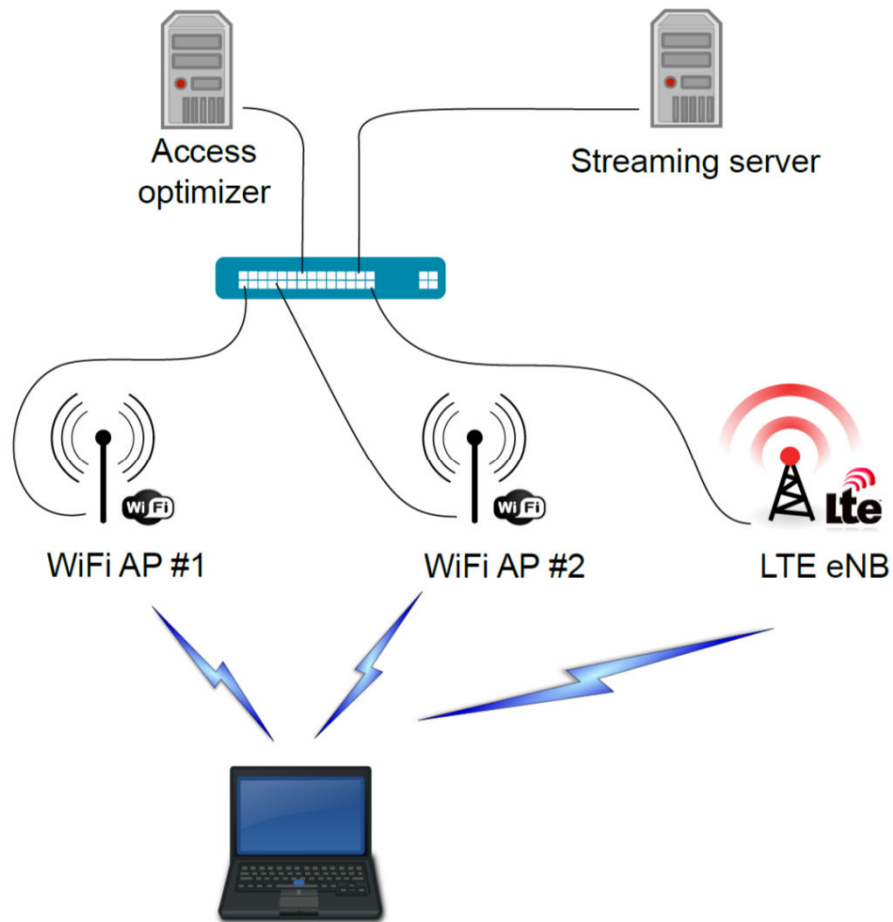 Access
optimizer
Streaming server
WiFi
WiFi
Lte
WiFi AP #1
WiFi AP #2
LTE eNB